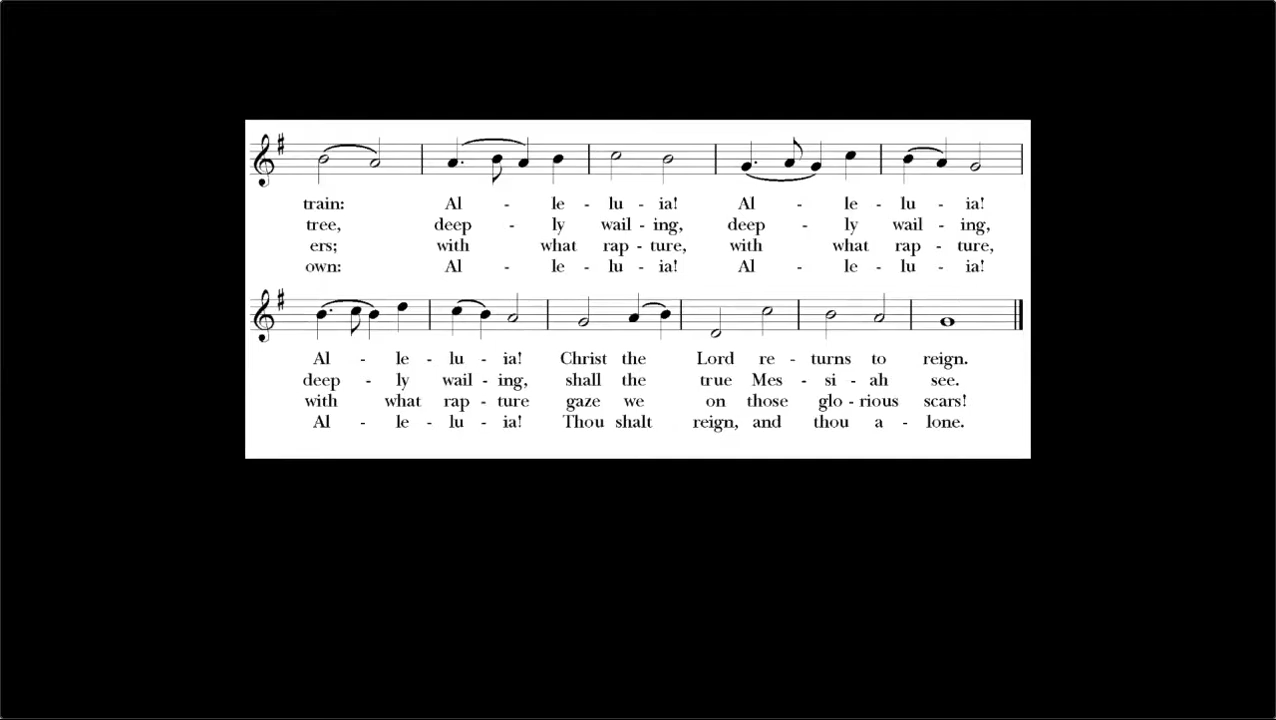 train: Al - le - lu - ia! Al - le - lu - ia!
tree, deep - ly wail - ing, deep - ly wail - ing,
ers; with what rap - ture, with what rap - ture,
own: Al - le - lu - ia! Al - le - lu - ia!
Al - le - lu - ia! Christ the Lord re - turns to reign.
deep - ly wail - ing, shall the true Mes - si - ah see.
with what rap - ture gaze we on those glo - rious scars!
Al - le - lu - ia! Thou shalt reign, and thou a - lone.